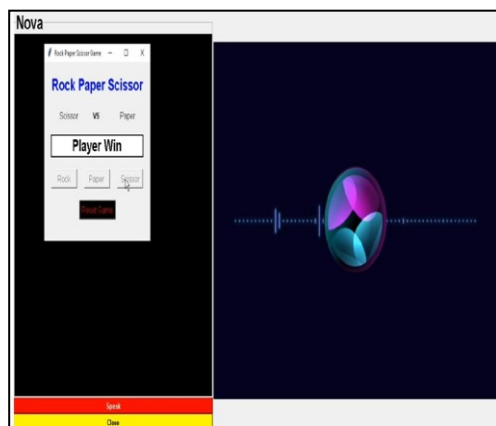 Nova
Rock Paper Scissor Game
Rock Paper Scissor
Scissor VS Paper
Player Win
Rock Paper Scissor
Reset Game
Speak
Close